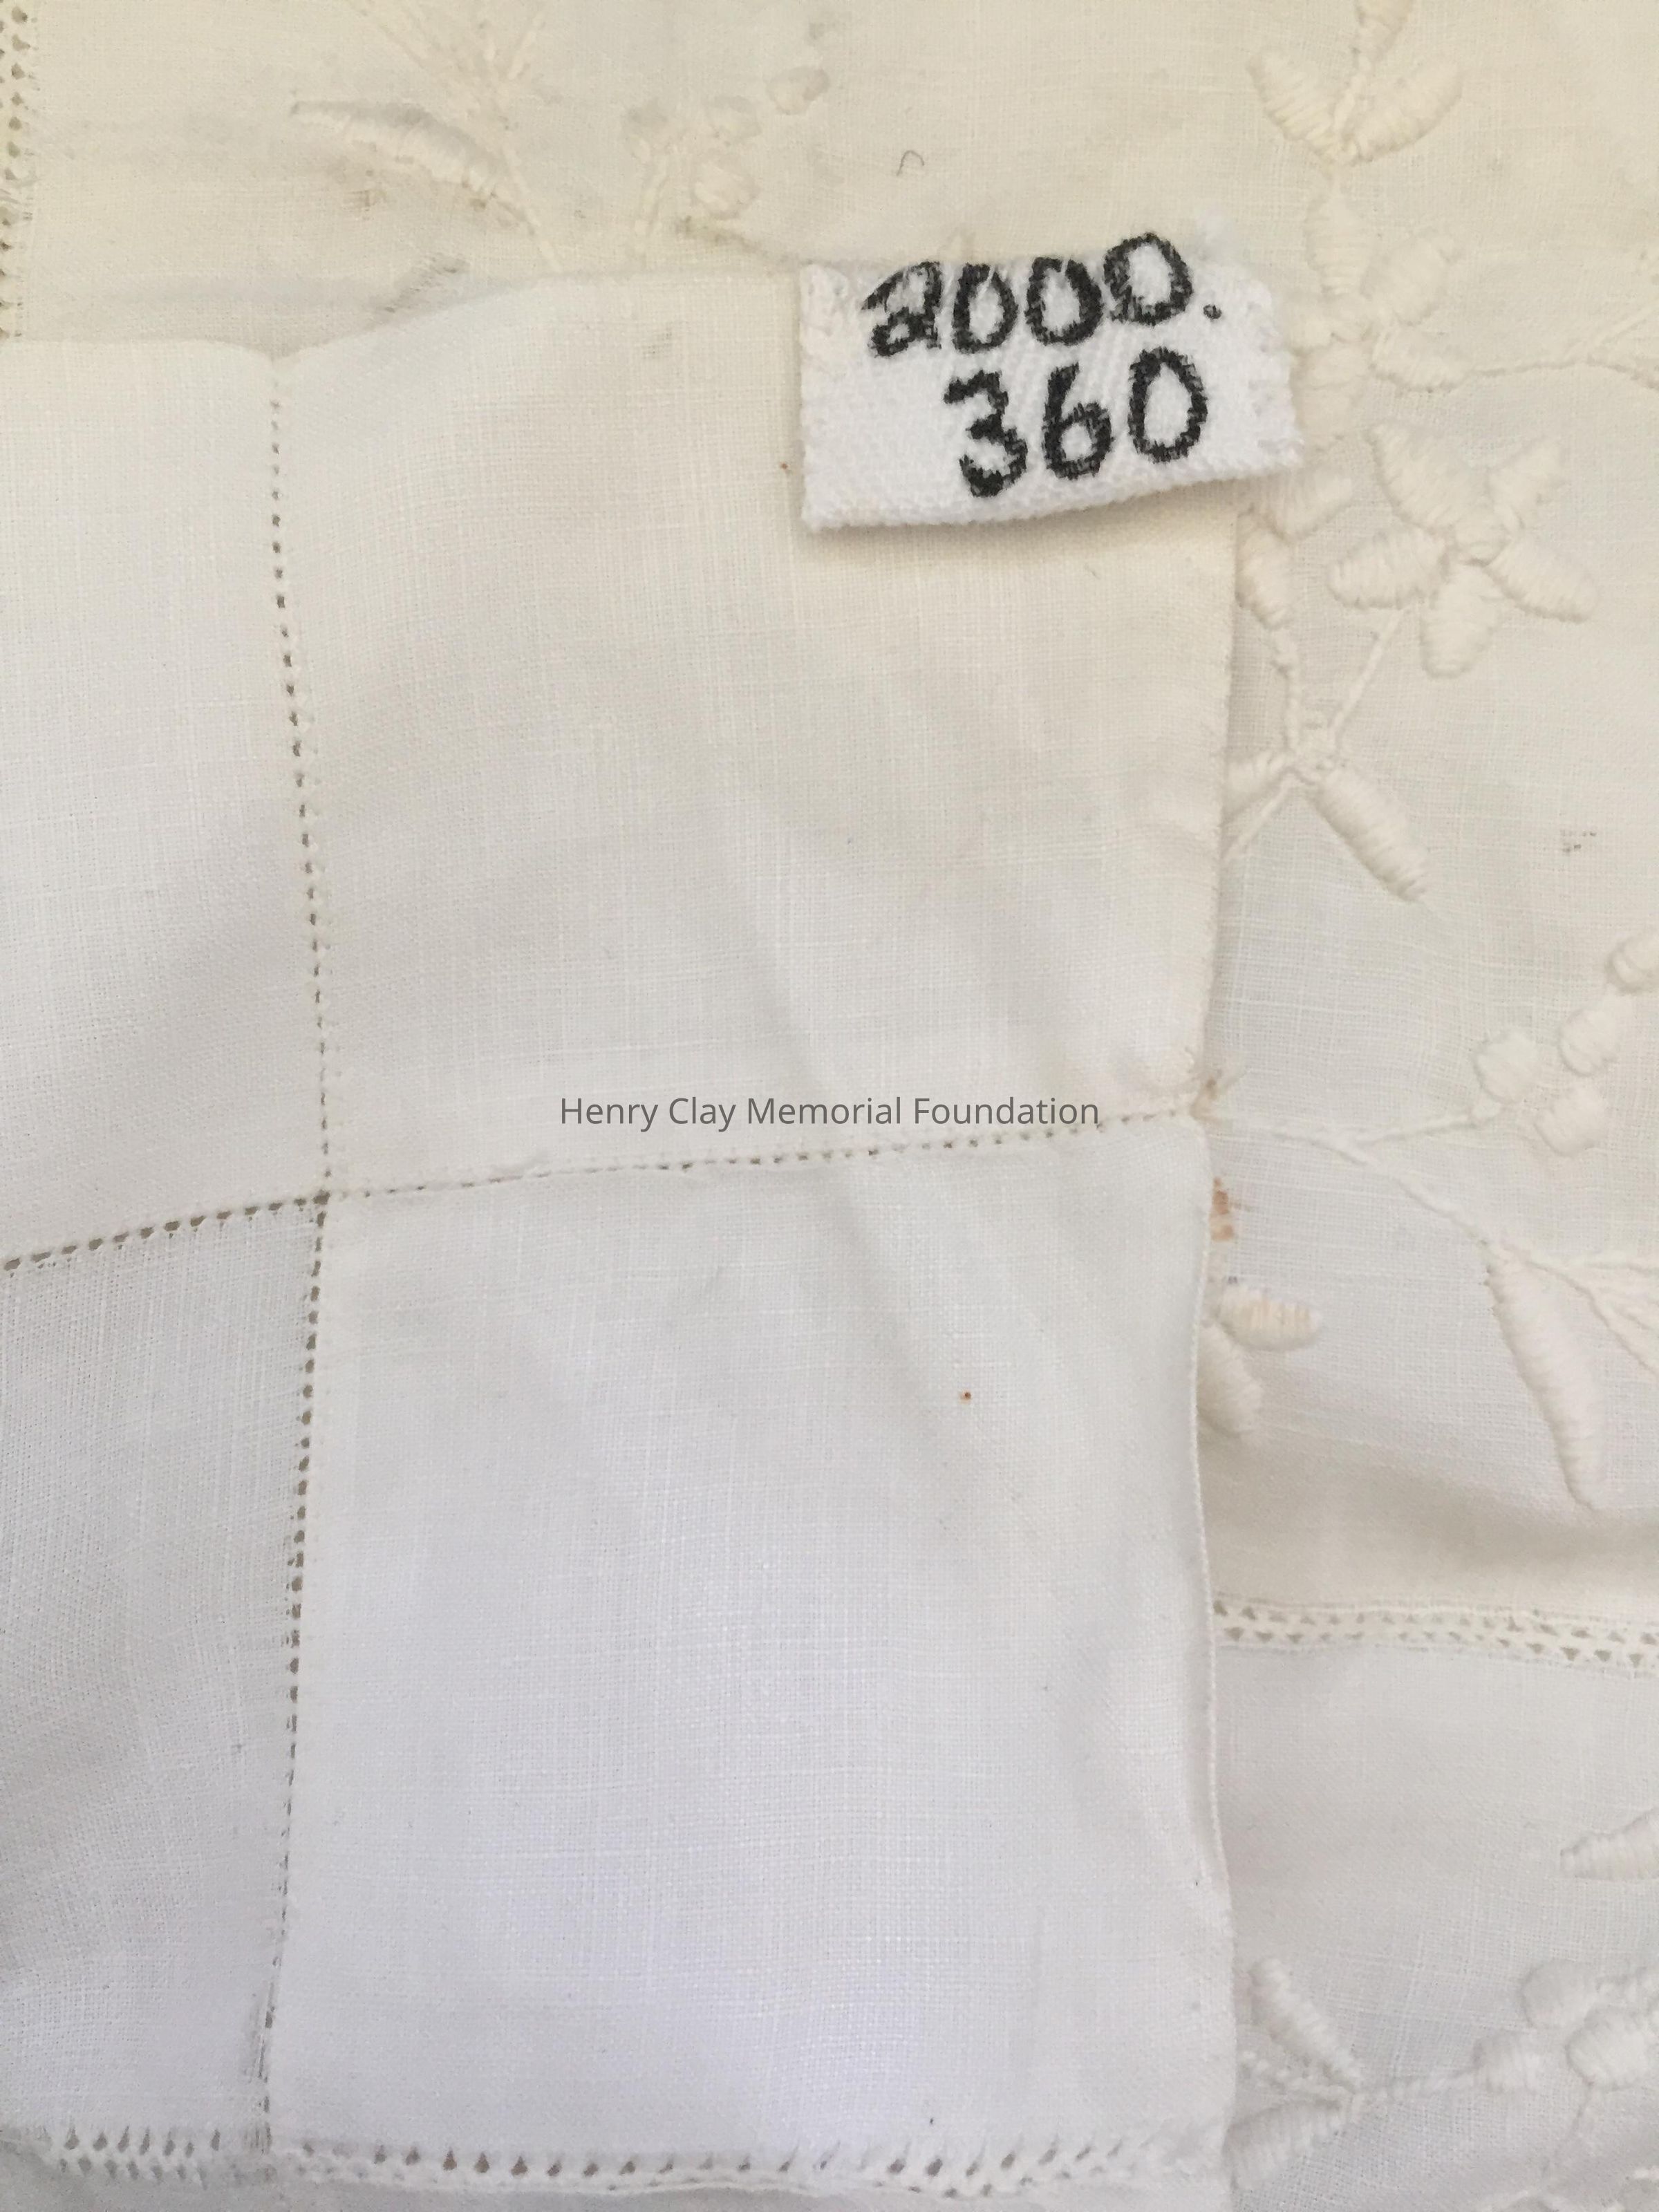 2000.
360
Henry Clay Memorial Foundation